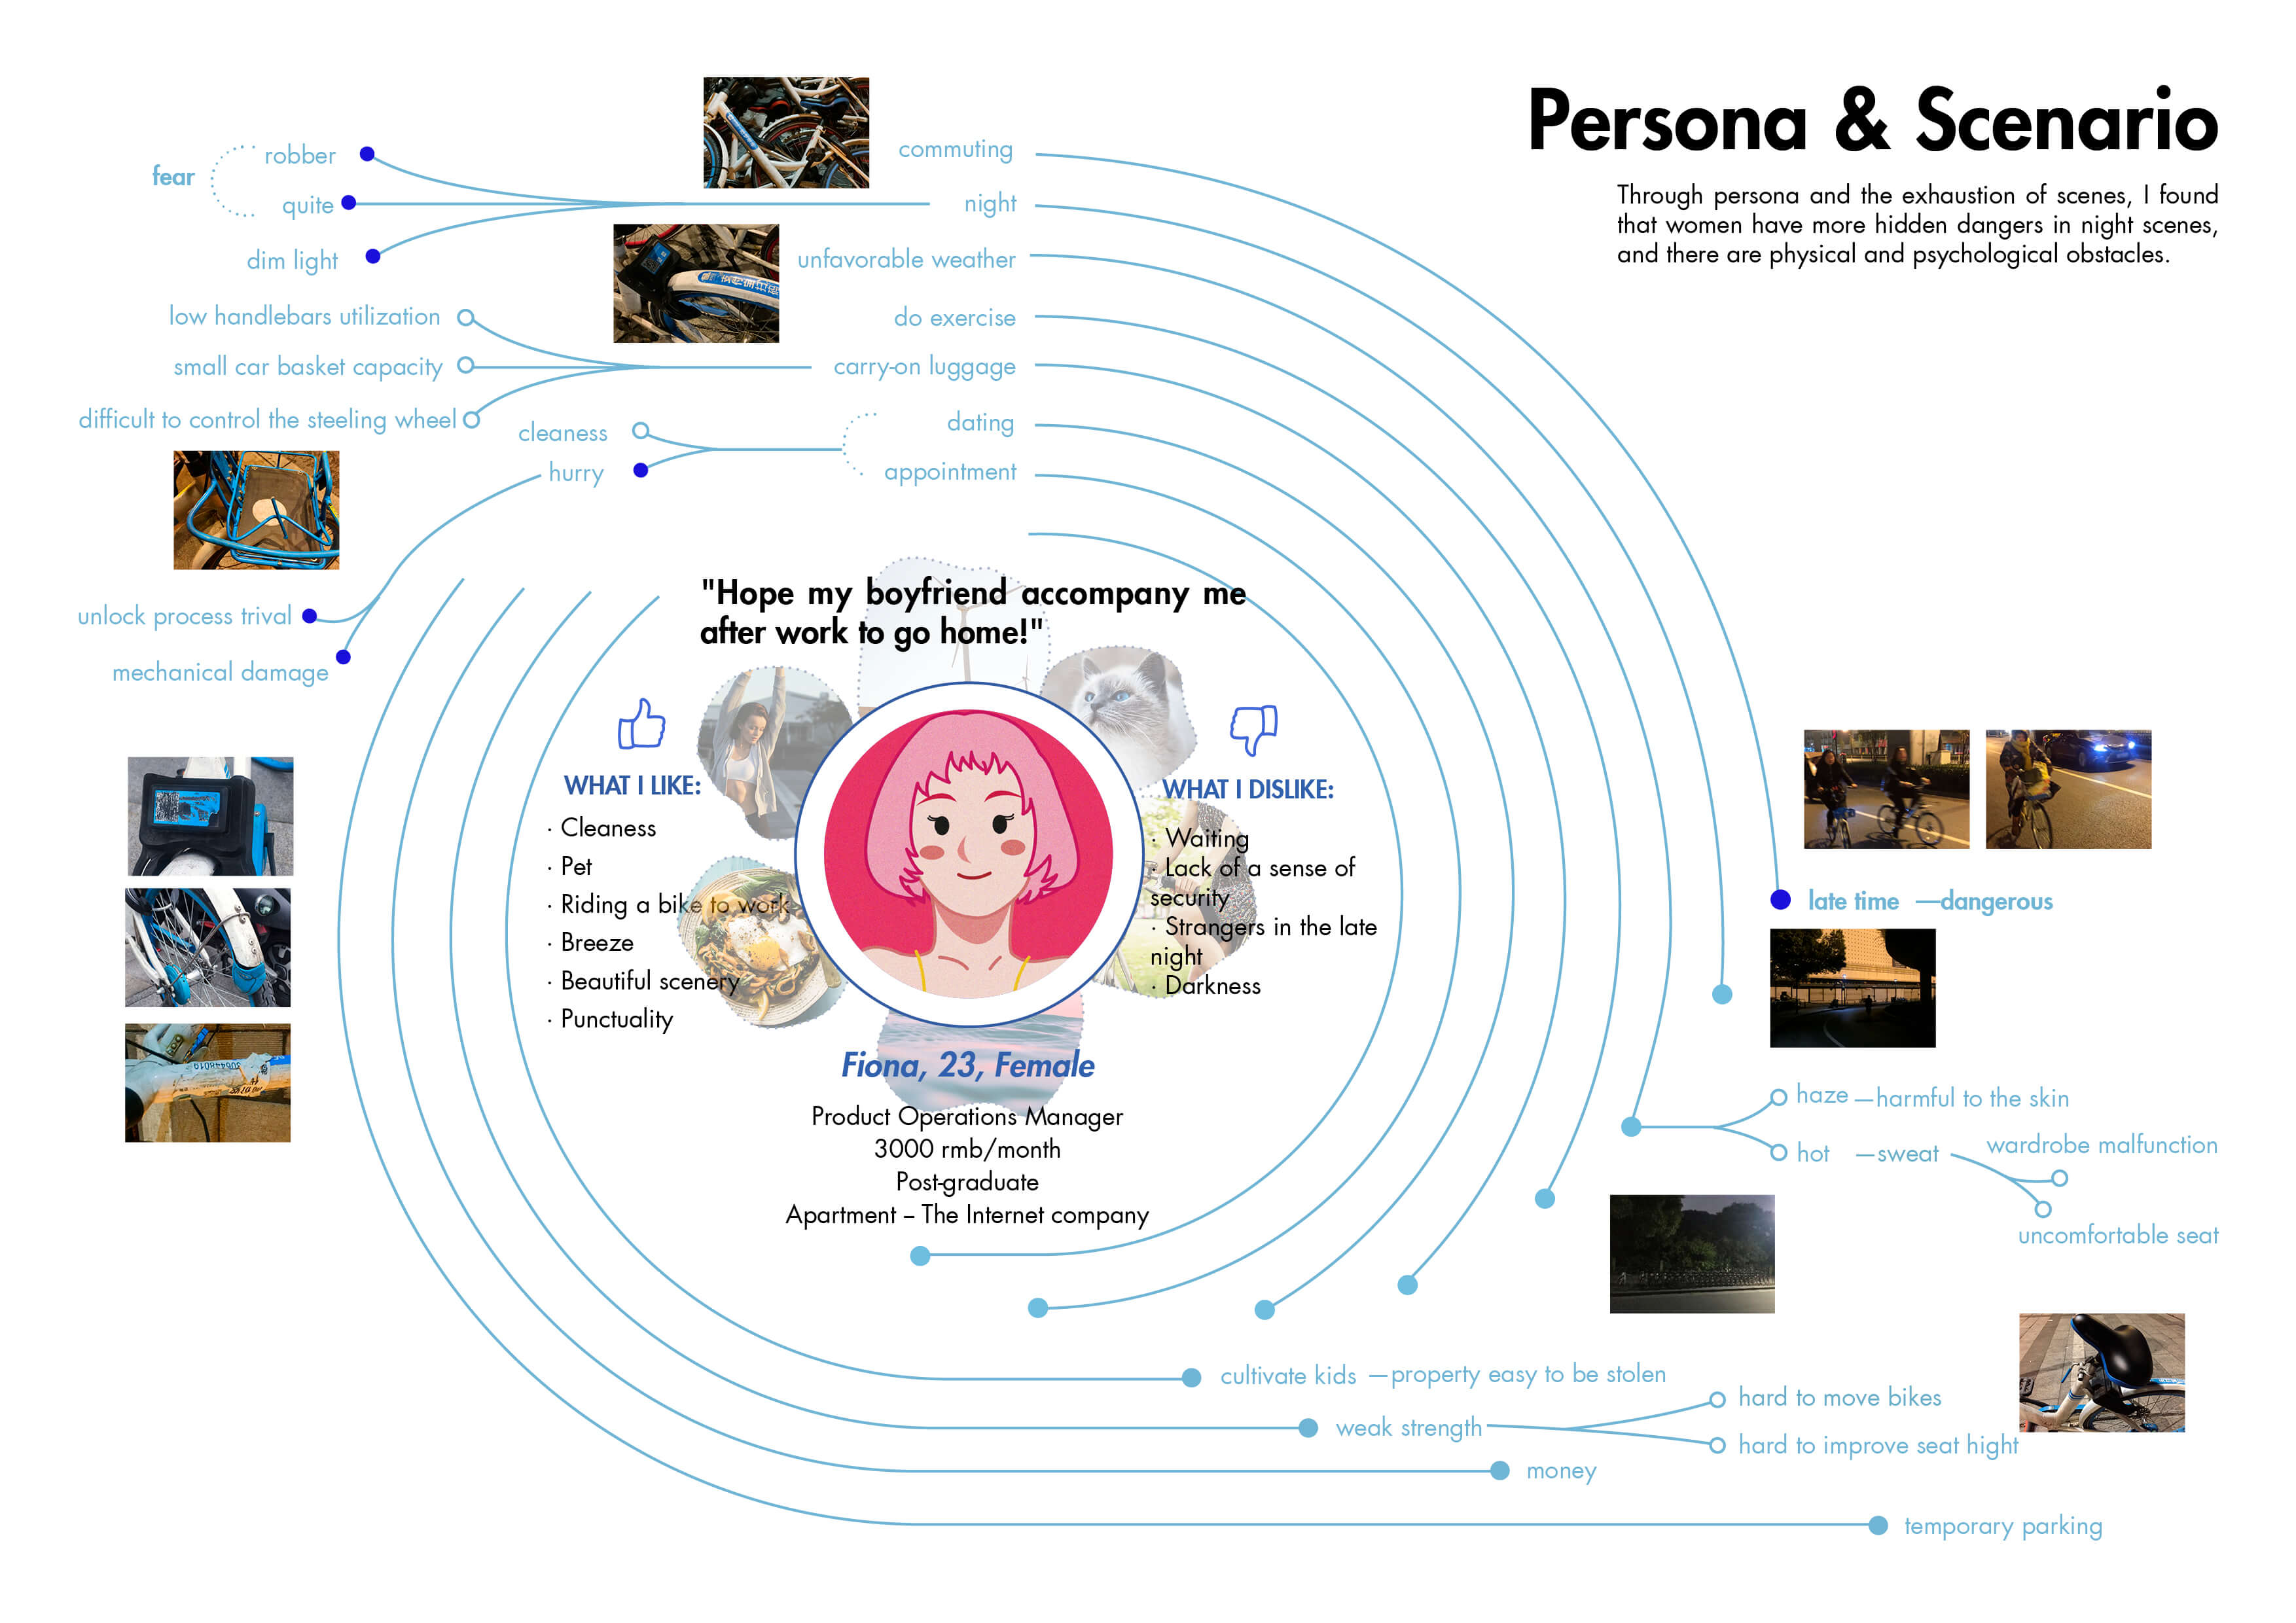 Persona & Scenario
Through persona and the exhaustion of scenes, I found
that women have more hidden dangers in night scenes,
and there are physical and psychological obstacles.
fear
robber
quite
dim light
low handlebars utilization
small car basket capacity
difficult to control the steeling wheel
cleaness
hurry
unlock process trival
mechanical damage
commuting
night
unfavorable weather
do exercise
carry-on luggage
dating
appointment
"Hope my boyfriend accompany me
after work to go home!"
WHAT I LIKE:
· Cleaness
· Pet
· Riding a bike to work
· Breeze
· Beautiful scenery
· Punctuality
WHAT I DISLIKE:
· Waiting
· Lack of a sense of
security
· Strangers in the late
night
· Darkness
Fiona, 23, Female
Product Operations Manager
3000 rmb/month
Post-graduate
Apartment – The Internet company
late time —dangerous
haze —harmful to the skin
hot —sweat
wardrobe malfunction
uncomfortable seat
cultivate kids —property easy to be stolen
weak strength
hard to move bikes
hard to improve seat hight
money
temporary parking